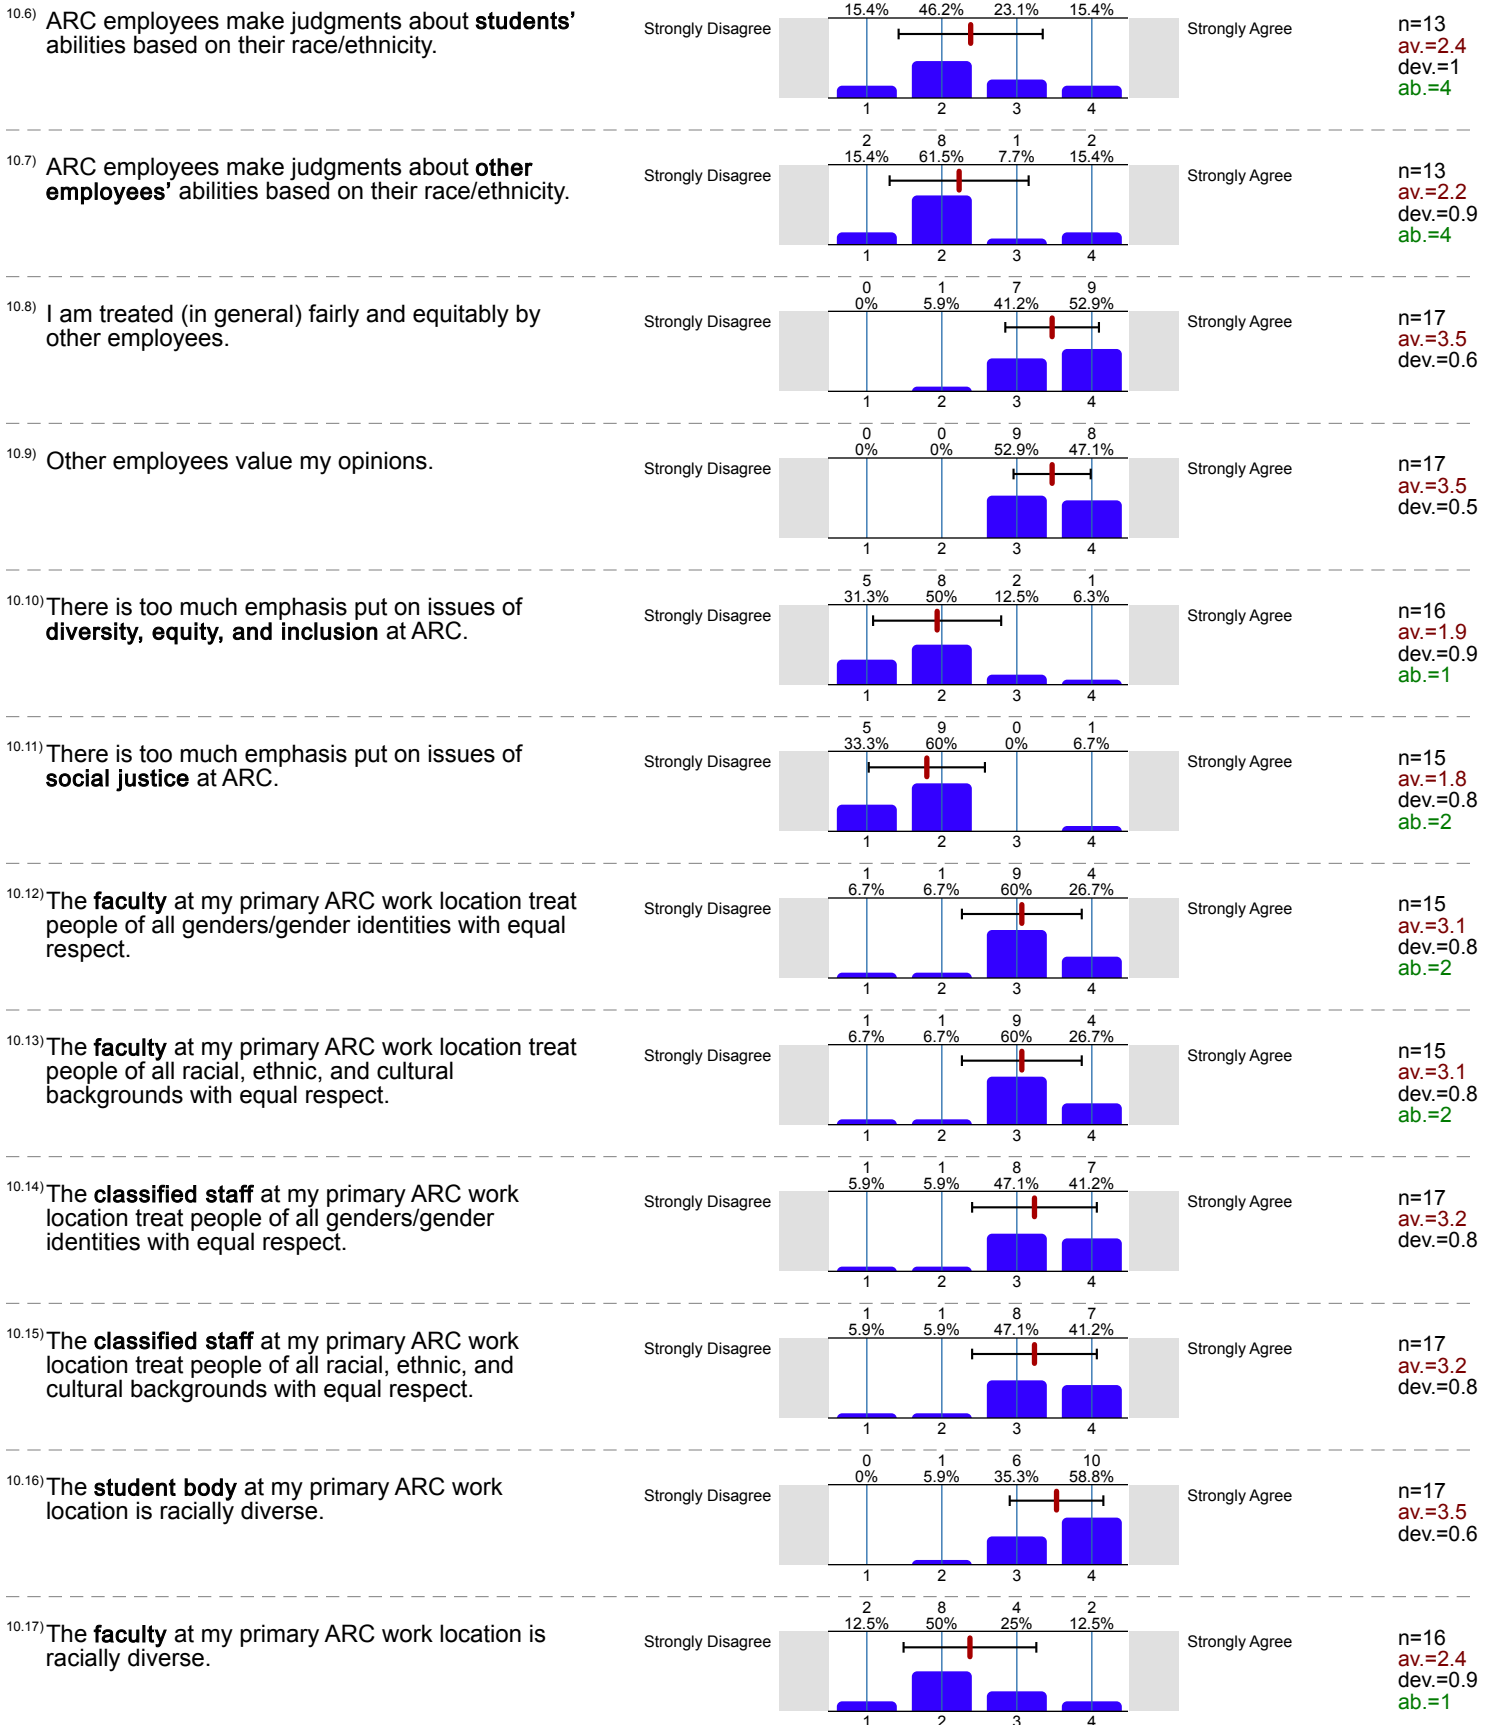 15.4% 46.2% 23.1% 15.4%
10.6) ARC employees make judgments about students’
abilities based on their race/ethnicity.
Strongly Disagree
Strongly Agree
1 2 3 4
n=13
av.=2.4
dev.=1
ab.=4
2 8 1 2
15.4% 61.5% 7.7% 15.4%
10.7) ARC employees make judgments about other
employees’ abilities based on their race/ethnicity.
Strongly Disagree
Strongly Agree
1 2 3 4
n=13
av.=2.2
dev.=0.9
ab.=4
0 1 7 9
0% 5.9% 41.2% 52.9%
10.8) I am treated (in general) fairly and equitably by
other employees.
Strongly Disagree
Strongly Agree
1 2 3 4
n=17
av.=3.5
dev.=0.6
0 0 9 8
0% 0% 52.9% 47.1%
10.9) Other employees value my opinions.
Strongly Disagree
Strongly Agree
1 2 3 4
n=17
av.=3.5
dev.=0.5
5 8 2 1
31.3% 50% 12.5% 6.3%
10.10) There is too much emphasis put on issues of
diversity, equity, and inclusion at ARC.
Strongly Disagree
Strongly Agree
1 2 3 4
n=16
av.=1.9
dev.=0.9
ab.=1
5 9 0 1
33.3% 60% 0% 6.7%
10.11) There is too much emphasis put on issues of
social justice at ARC.
Strongly Disagree
Strongly Agree
1 2 3 4
n=15
av.=1.8
dev.=0.8
ab.=2
1 1 9 4
6.7% 6.7% 60% 26.7%
10.12) The faculty at my primary ARC work location treat
people of all genders/gender identities with equal
respect.
Strongly Disagree
Strongly Agree
1 2 3 4
n=15
av.=3.1
dev.=0.8
ab.=2
1 1 9 4
6.7% 6.7% 60% 26.7%
10.13) The faculty at my primary ARC work location treat
people of all racial, ethnic, and cultural
backgrounds with equal respect.
Strongly Disagree
Strongly Agree
1 2 3 4
n=15
av.=3.1
dev.=0.8
ab.=2
1 1 8 7
5.9% 5.9% 47.1% 41.2%
10.14) The classified staff at my primary ARC work
location treat people of all genders/gender
identities with equal respect.
Strongly Disagree
Strongly Agree
1 2 3 4
n=17
av.=3.2
dev.=0.8
1 1 8 7
5.9% 5.9% 47.1% 41.2%
10.15) The classified staff at my primary ARC work
location treat people of all racial, ethnic, and
cultural backgrounds with equal respect.
Strongly Disagree
Strongly Agree
1 2 3 4
n=17
av.=3.2
dev.=0.8
0 1 6 10
0% 5.9% 35.3% 58.8%
10.16) The student body at my primary ARC work
location is racially diverse.
Strongly Disagree
Strongly Agree
1 2 3 4
n=17
av.=3.5
dev.=0.6
2 8 4 2
12.5% 50% 25% 12.5%
10.17) The faculty at my primary ARC work location is
racially diverse.
Strongly Disagree
Strongly Agree
1 2 3 4
n=16
av.=2.4
dev.=0.9
ab.=1